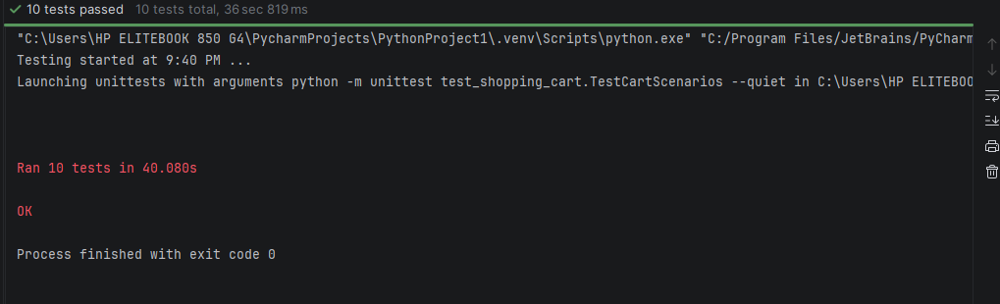 10 tests passed 10 tests total, 36 sec 819 ms
"C:\Users\HP ELITEBOOK 850 G4\PycharmProjects\PythonProject1\.venv\Scripts\python.exe" "C:/Program Files/JetBrains/PyCharm
Testing started at 9:40 PM ...
Launching unittests with arguments python -m unittest test_shopping_cart.TestCartScenarios --quiet in C:\Users\HP ELITEBOO
Ran 10 tests in 40.080s
OK
Process finished with exit code 0